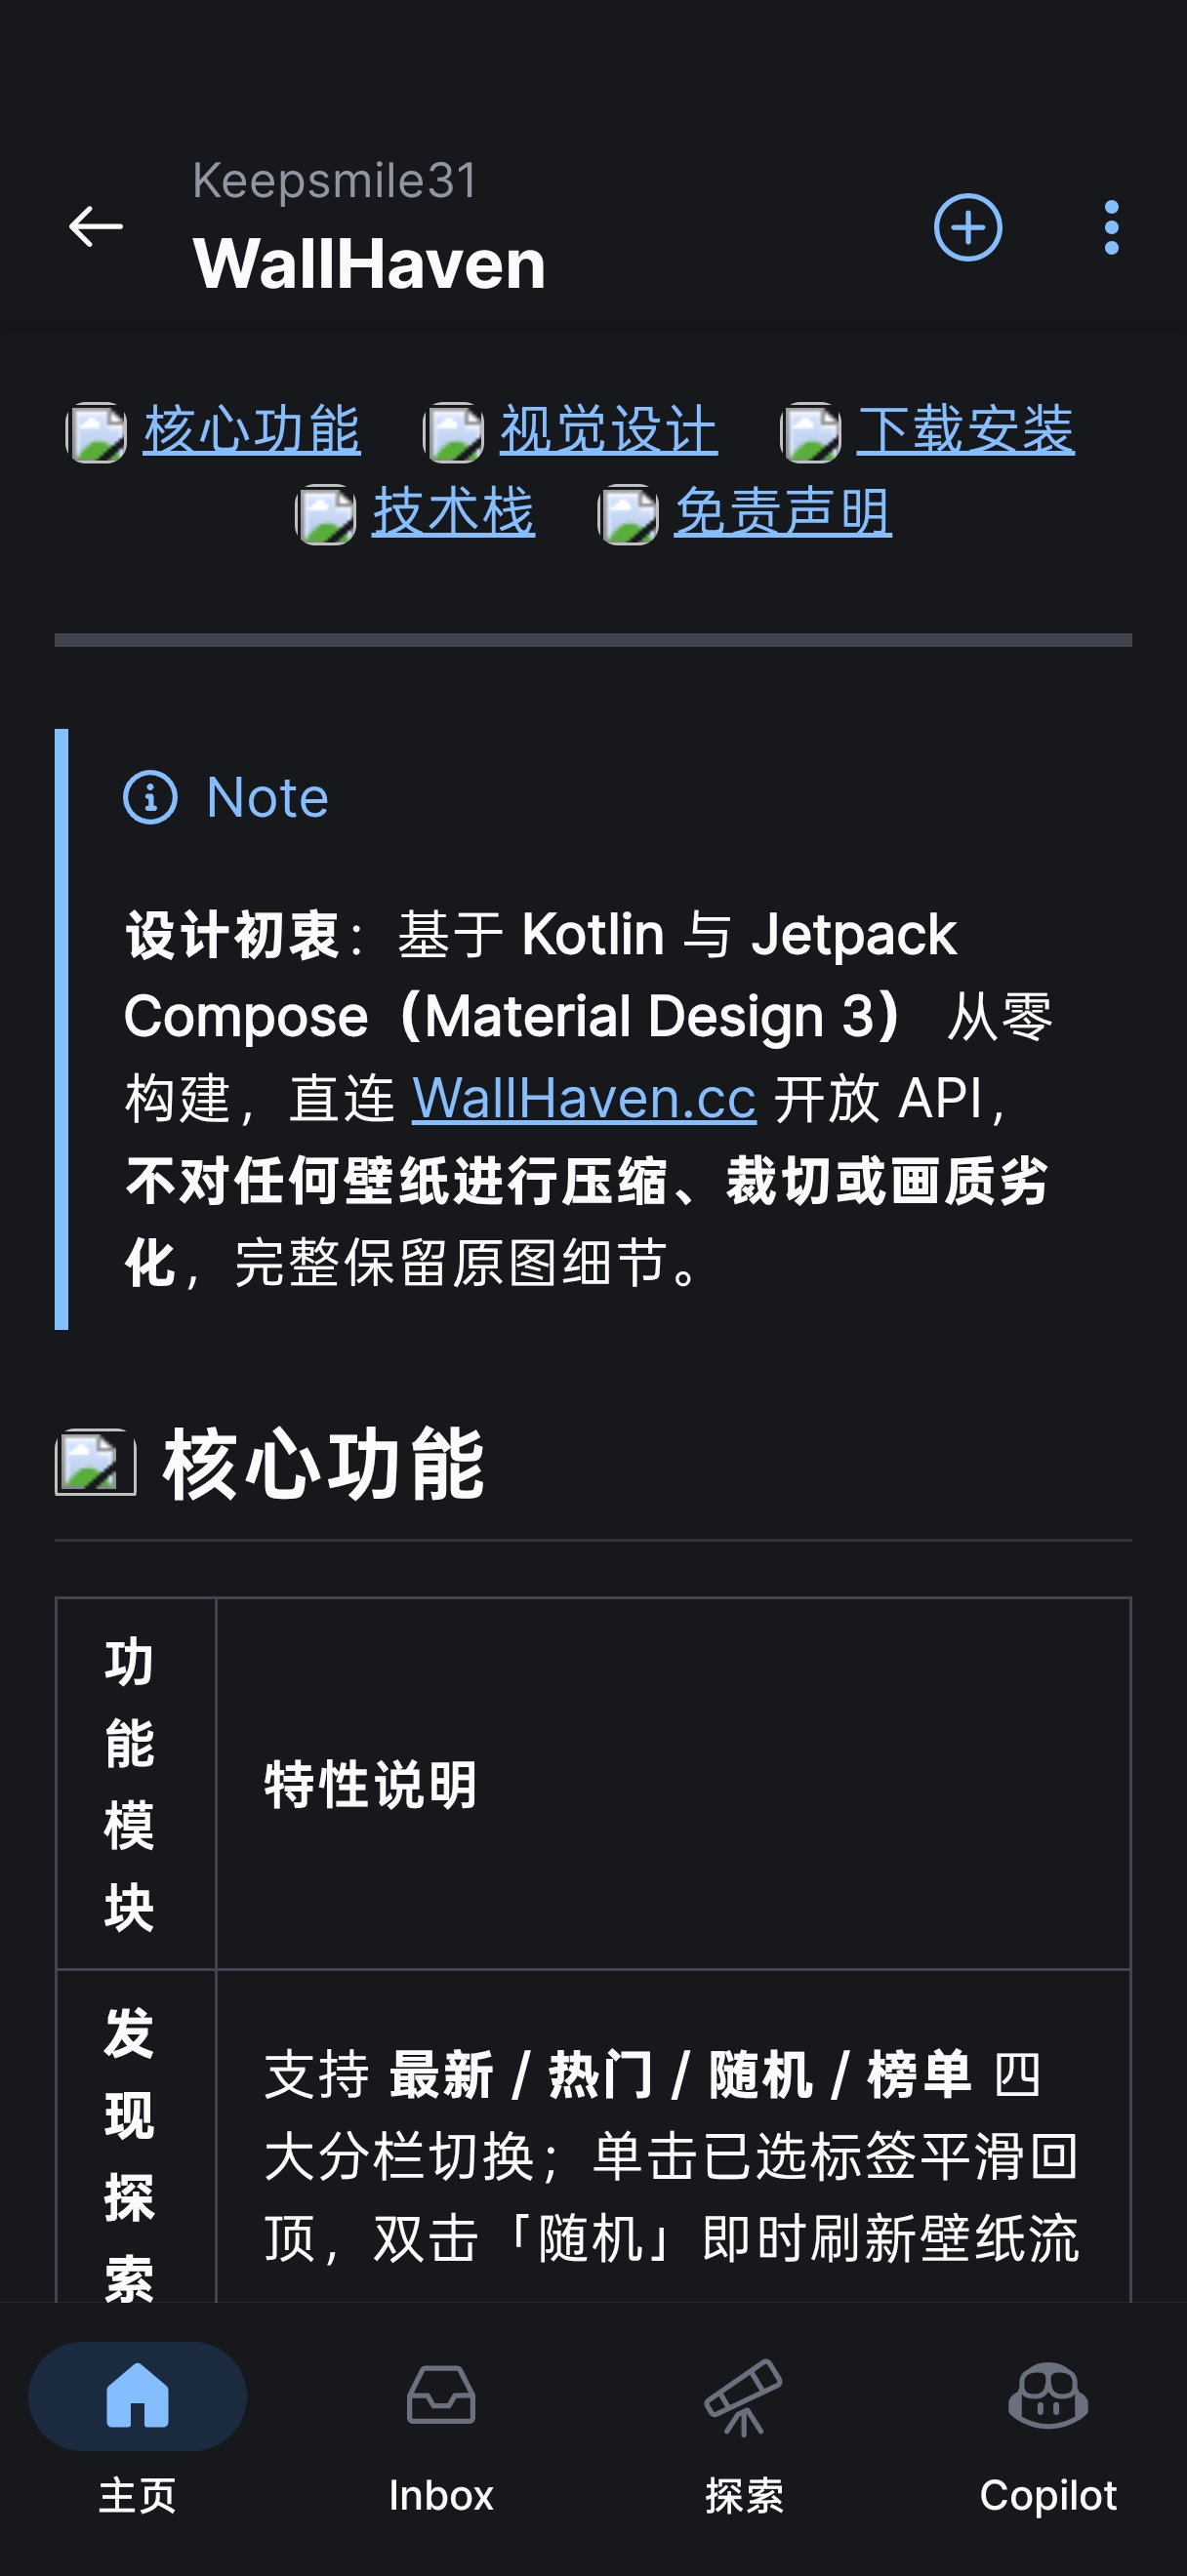 Keepsmile31
WallHaven
核心功能 视觉设计 下载安装
技术栈 免责声明
Note
设计初衷：基于 Kotlin 与 Jetpack
Compose（Material Design 3） 从零
构建，直连 WallHaven.cc 开放 API，
不对任何壁纸进行压缩、裁切或画质劣
化，完整保留原图细节。
核心功能
功
能
模
块
特性说明
发
现
探
索
支持 最新 / 热门 / 随机 / 榜单 四
大分栏切换；单击已选标签平滑回
顶，双击「随机」即时刷新壁纸流
主页 Inbox 探索 Copilot